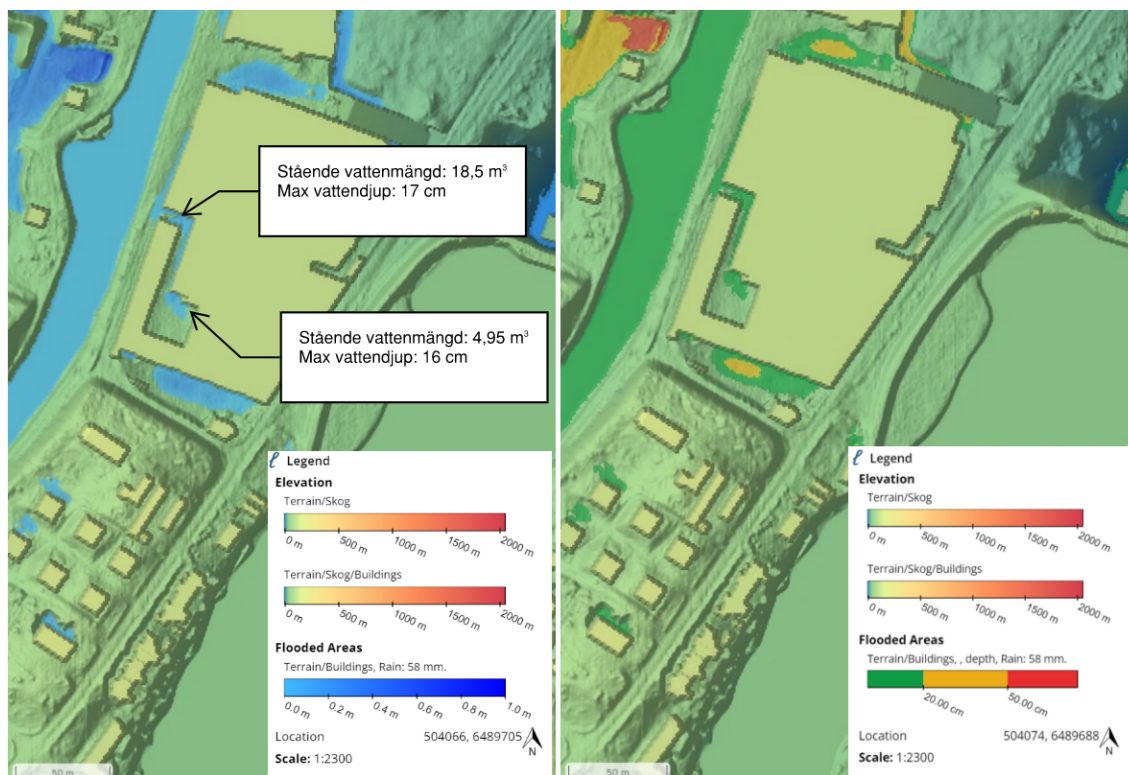 Stående vattenmängd: 18,5 m³
Max vattendjup: 17 cm
Stående vattenmängd: 4,95 m³
Max vattendjup: 16 cm
Legend
Elevation
Terrain/Skog
0 m 500 m 1000 m 1500 m 2000 m
Terrain/Skog/Buildings
0 m 500 m 1000 m 1500 m 2000 m
Flooded Areas
Terrain/Buildings, Rain: 58 mm.
0.0 m 0.2 m 0.4 m 0.6 m 0.8 m 1.0 m
Location 504066, 6489705
N
Scale: 1:2300
50 m
Legend
Elevation
Terrain/Skog
0 m 500 m 1000 m 1500 m 2000 m
Terrain/Skog/Buildings
0 m 500 m 1000 m 1500 m 2000 m
Flooded Areas
Terrain/Buildings, , depth, Rain: 58 mm.
20.00 cm 50.00 cm
Location 504074, 6489688
N
Scale: 1:2300
50 m